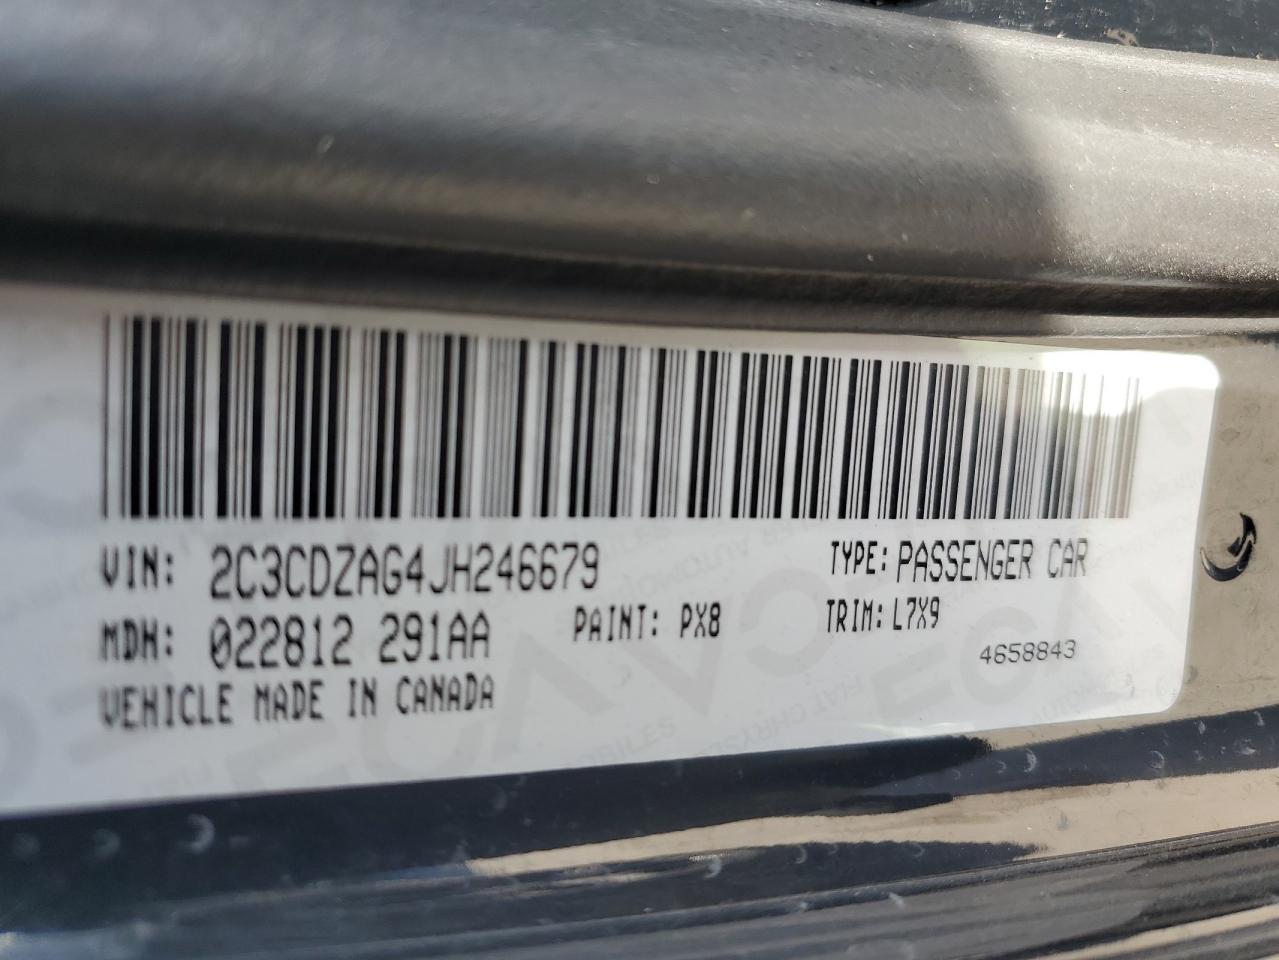 VIN: 2C3CDZAG4JH246679 TYPE: PASSENGER CAR
MDH: 022812 291AA PAINT: PX8 TRIM: L7X9
4658843
VEHICLE MADE IN CANADA